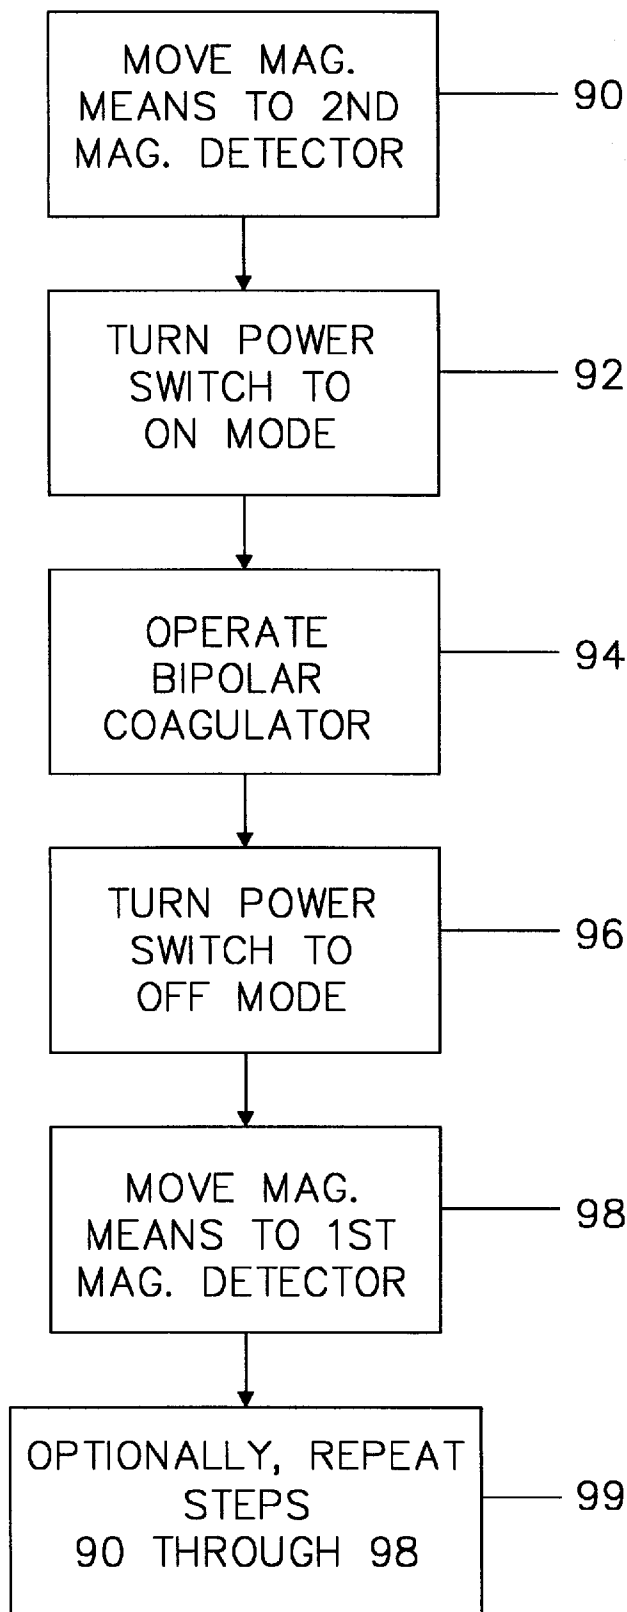 MOVE MAG.
MEANS TO 2ND
MAG. DETECTOR
90
TURN POWER
SWITCH TO
ON MODE
92
OPERATE
BIPOLAR
COAGULATOR
94
TURN POWER
SWITCH TO
OFF MODE
96
MOVE MAG.
MEANS TO 1ST
MAG. DETECTOR
98
OPTIONALLY, REPEAT
STEPS
90 THROUGH 98
99